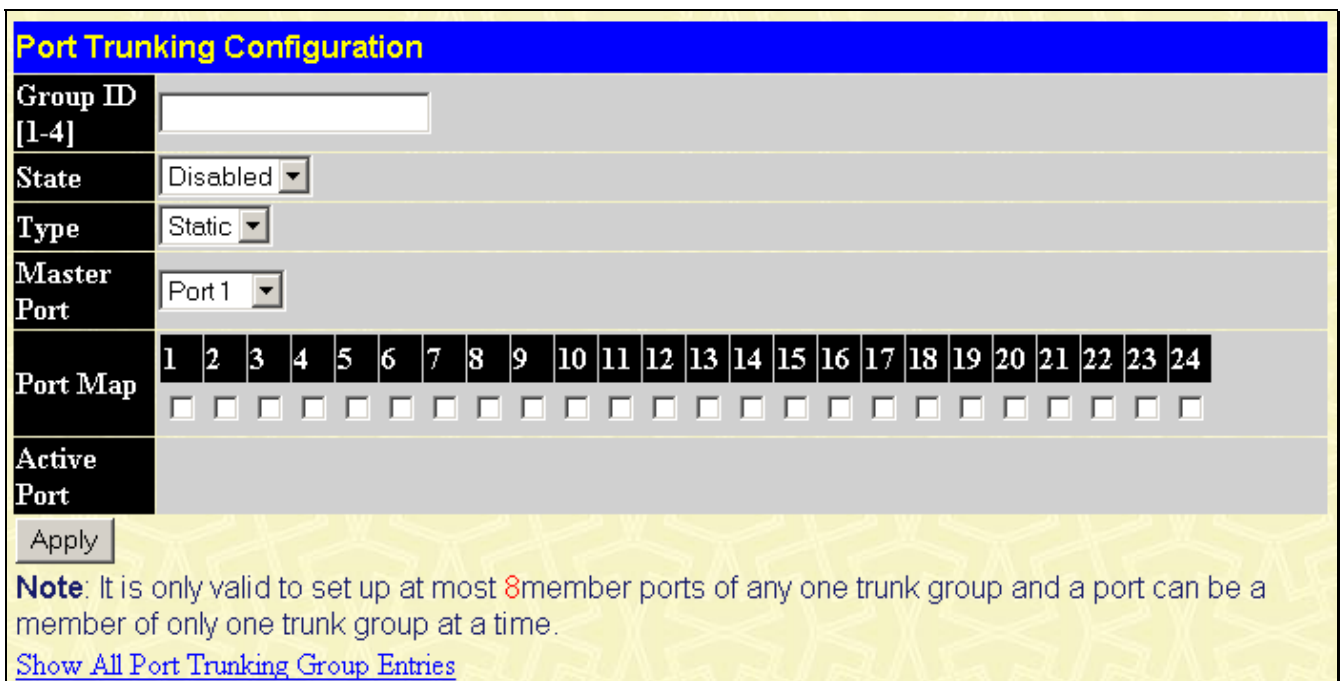 Port Trunking Configuration
Group ID
[1-4]
State Disabled
Type Static
Master
Port
Port 1
Port Map
1 2 3 4 5 6 7 8 9 10 11 12 13 14 15 16 17 18 19 20 21 22 23 24
Active
Port
Apply
Note: It is only valid to set up at most 8member ports of any one trunk group and a port can be a
member of only one trunk group at a time.
Show All Port Trunking Group Entries